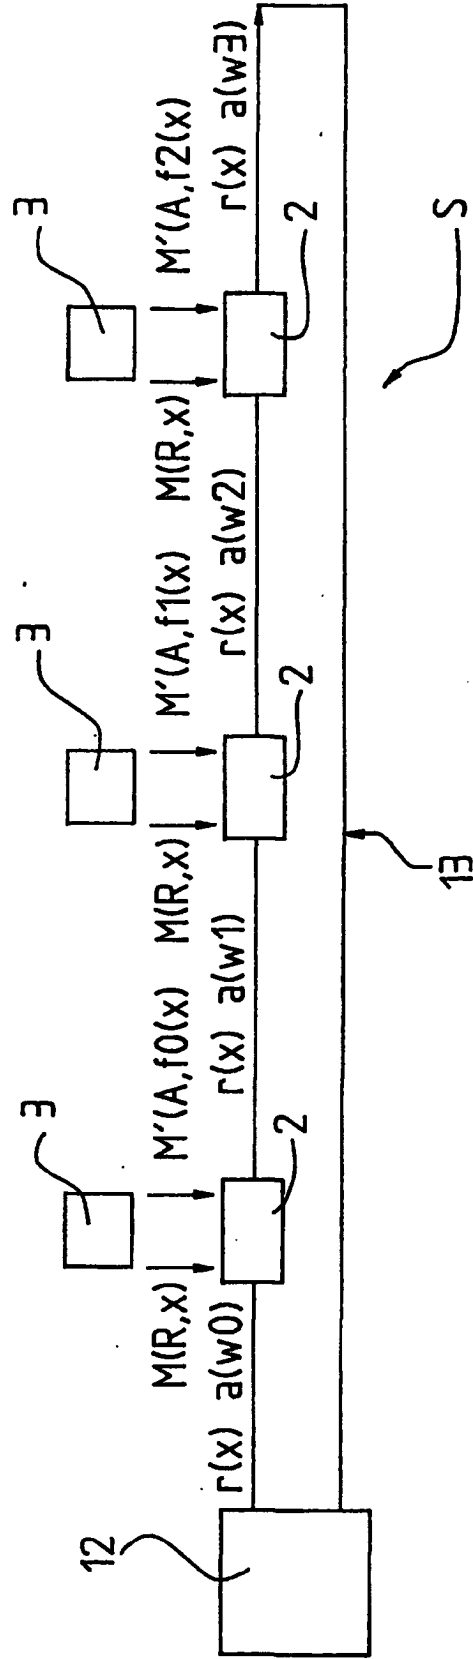 3 3 3
12
M(R,x) M'(A,f0(x) M(R,x) M'(A,f1(x) M(R,x) M'(A,f2(x)
r(x) a(w0) r(x) a(w1) r(x) a(w2) r(x) a(w3)
2 2 2
S
13